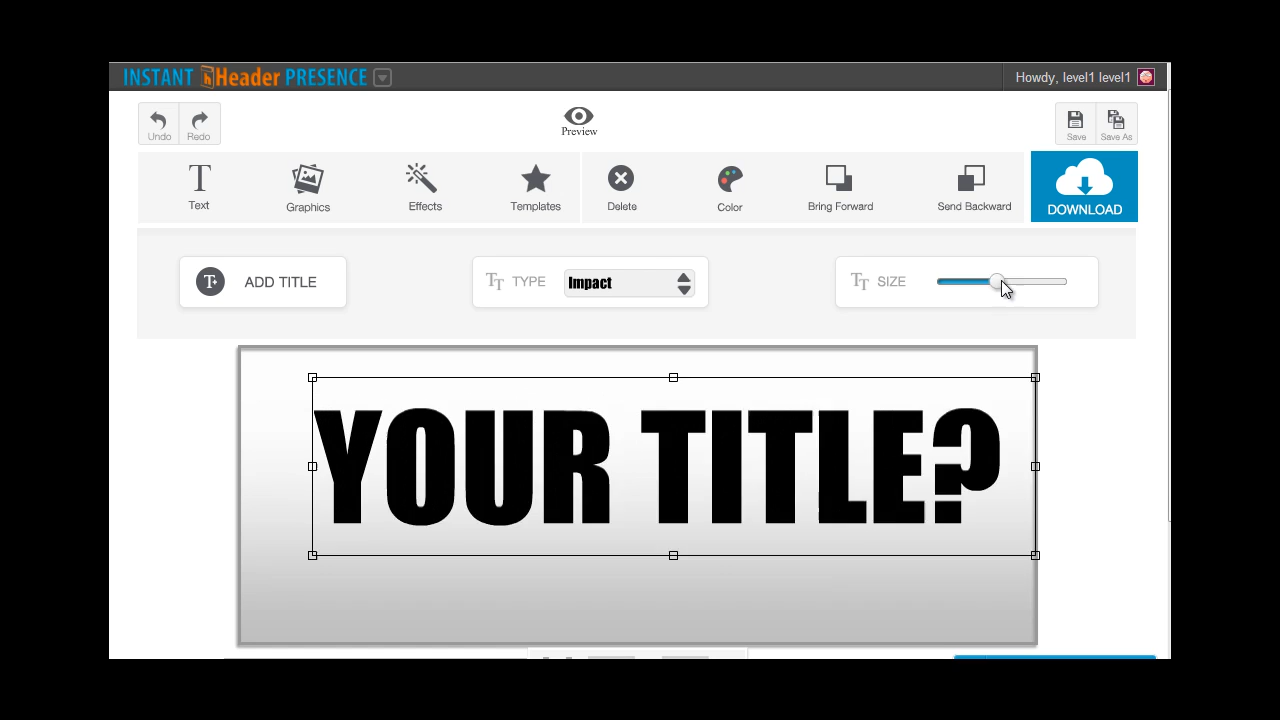 INSTANT Header PRESENCE
Howdy, level1 level1
Undo
Redo
Preview
Save
Save As
Text
Graphics
Effects
Templates
Delete
Color
Bring Forward
Send Backward
DOWNLOAD
ADD TITLE
TYPE
Impact
SIZE
YOUR TITLE?